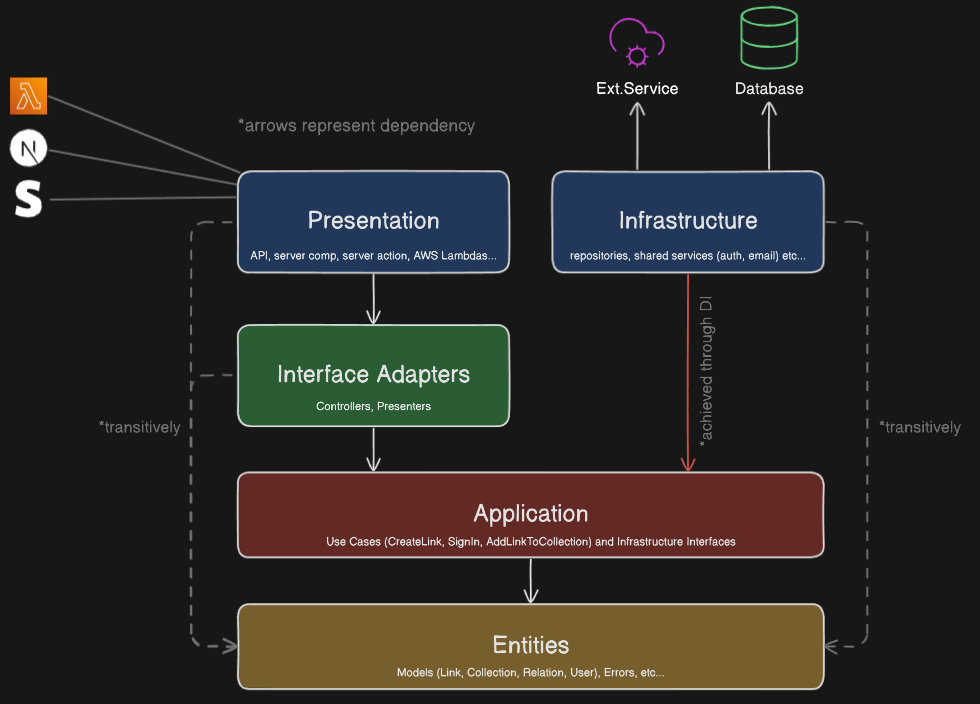 Ext.Service
Database
*arrows represent dependency
N
S
Presentation
API, server comp, server action, AWS Lambdas...
Infrastructure
repositories, shared services (auth, email) etc...
*achieved through DI
Interface Adapters
Controllers, Presenters
*transitively
*transitively
Application
Use Cases (CreateLink, SignIn, AddLinkToCollection) and Infrastructure Interfaces
Entities
Models (Link, Collection, Relation, User), Errors, etc...